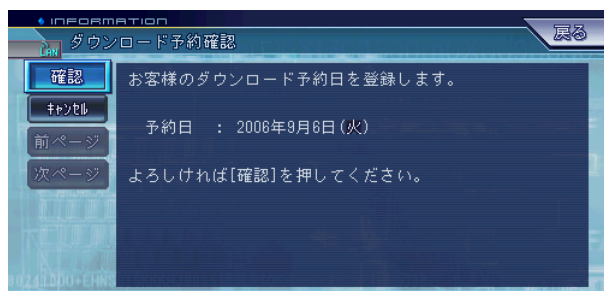 INFORMATION
LAN ダウンロード予約確認
戻る
確認
キャンセル
前ページ
次ページ
お客様のダウンロード予約日を登録します。
予約日 : 2006年9月6日(火)
よろしければ[確認]を押してください。